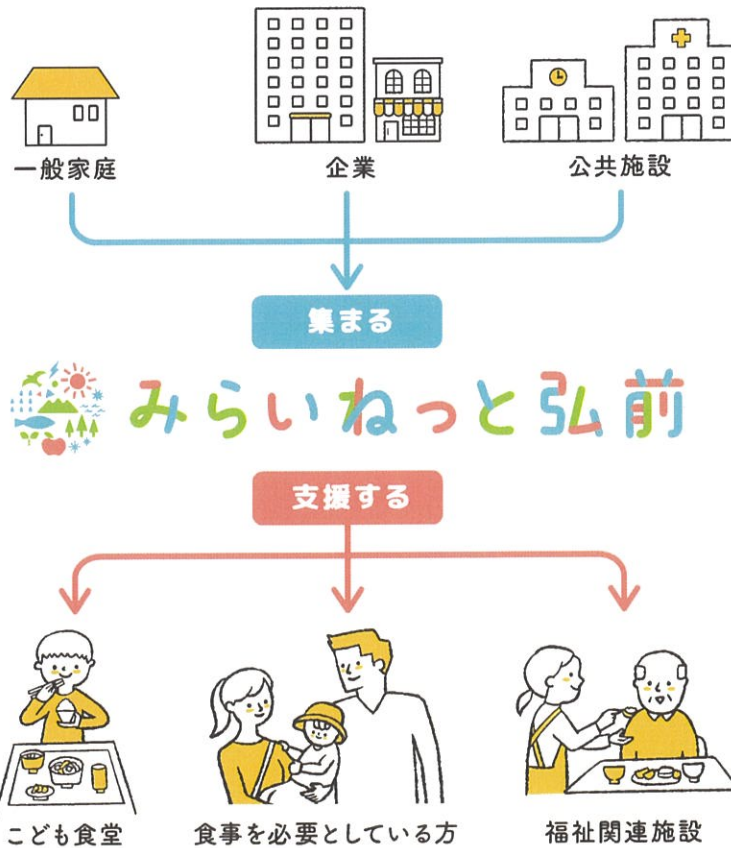 一般家庭
企業
公共施設
集まる
みらいねっと弘前
支援する
こども食堂
食事を必要としている方
福祉関連施設